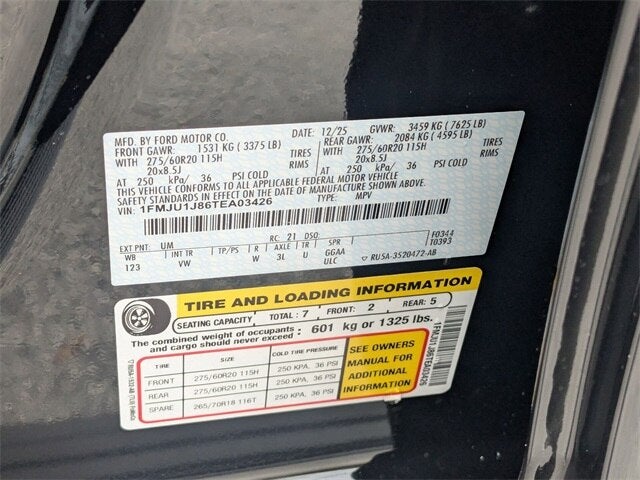 MFD. BY FORD MOTOR CO. DATE: 12/25 GVWR: 3459 KG (7625 LB)
FRONT GAWR: 1531 KG (3375 LB) REAR GAWR: 2084 KG (4595 LB)
WITH 275/60R20 115H TIRES WITH 275/60R20 115H TIRES
20x8.5J RIMS 20x8.5J RIMS
AT 250 kPa/ 36 PSI COLD AT 250 kPa/ 36 PSI COLD
THIS VEHICLE CONFORMS TO ALL APPLICABLE FEDERAL MOTOR VEHICLE
SAFETY STANDARDS IN EFFECT ON THE DATE OF MANUFACTURE SHOWN ABOVE.
VIN: 1FMJU1J86TEA03426 TYPE: MPV
F0344
10393
EXT PNT: UM RC: 21 DSO:
WB INT TR TP/PS R AXLE TR SPR
123 VW W 3L U GGAA
ULC RU5A-3520472-AB
TIRE AND LOADING INFORMATION
SEATING CAPACITY TOTAL: 7 FRONT: 2 REAR: 5
The combined weight of occupants and cargo should never exceed: 601 kg or 1325 lbs.
TIRE SIZE COLD TIRE PRESSURE
FRONT 275/60R20 115H 250 KPA, 36 PSI
REAR 275/60R20 115H 250 KPA, 36 PSI
SPARE 265/70R18 116T 250 KPA, 36 PSI
SEE OWNERS
MANUAL FOR
ADDITIONAL
INFORMATION
1FMJU1J86TEA03426